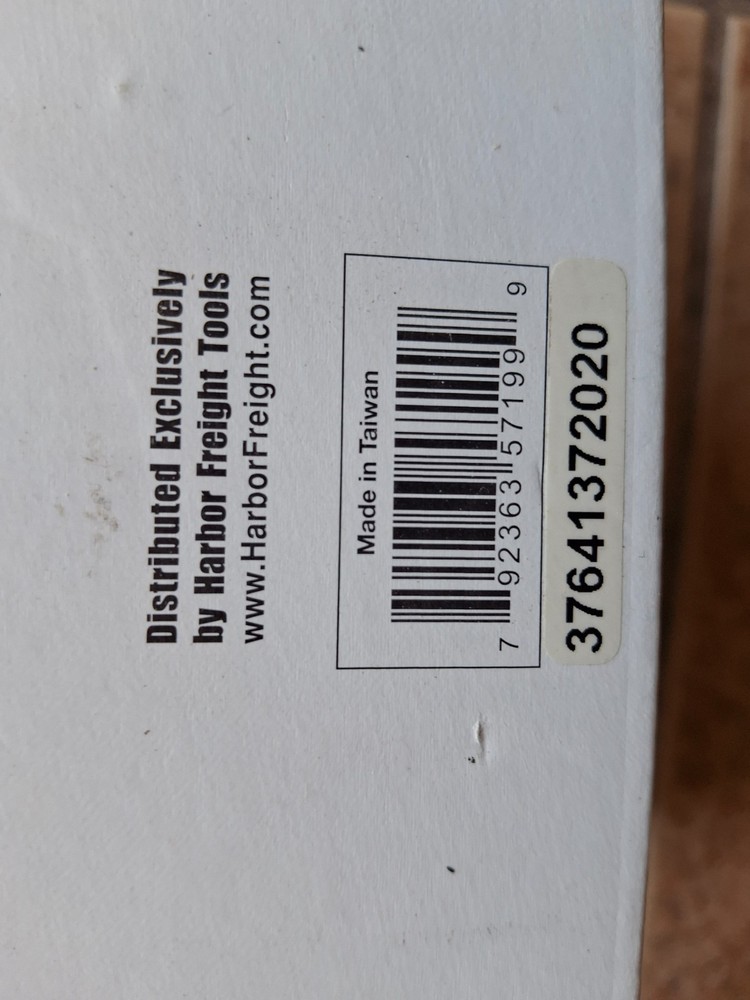 Distributed Exclusively
by Harbor Freight Tools
www.HarborFreight.com
Made in Taiwan
7 92363 57199 9
37641372020